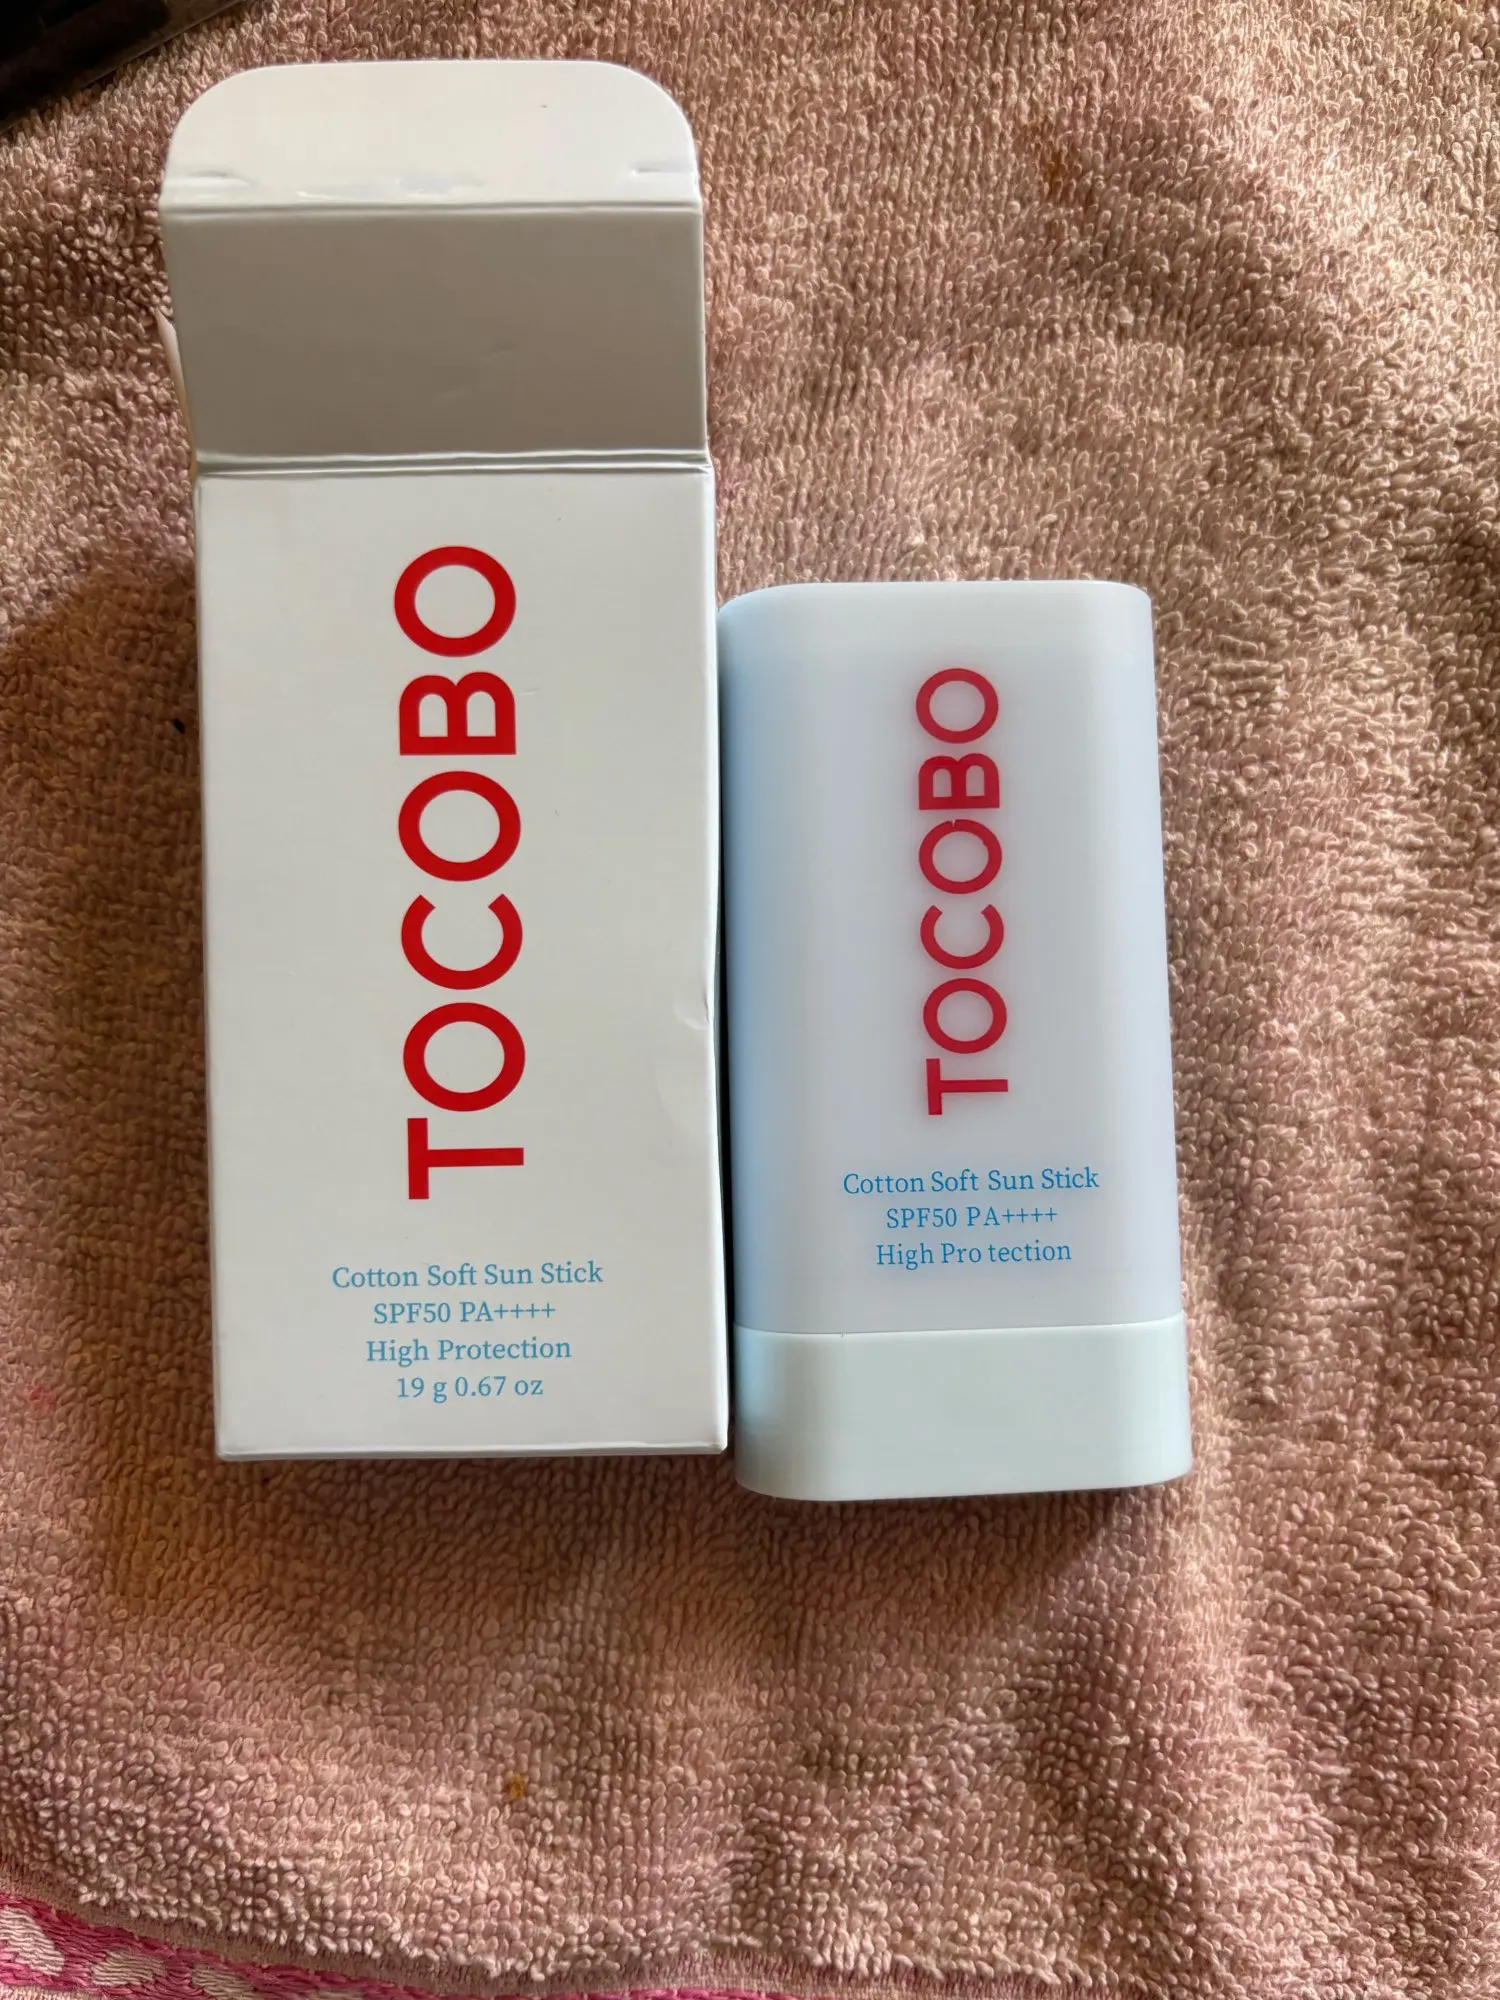 TOCOBO
Cotton Soft Sun Stick
SPF50 PA++++
High Protection
19 g 0.67 oz
TOCOBO
Cotton Soft Sun Stick
SPF50 PA++++
High Pro tection